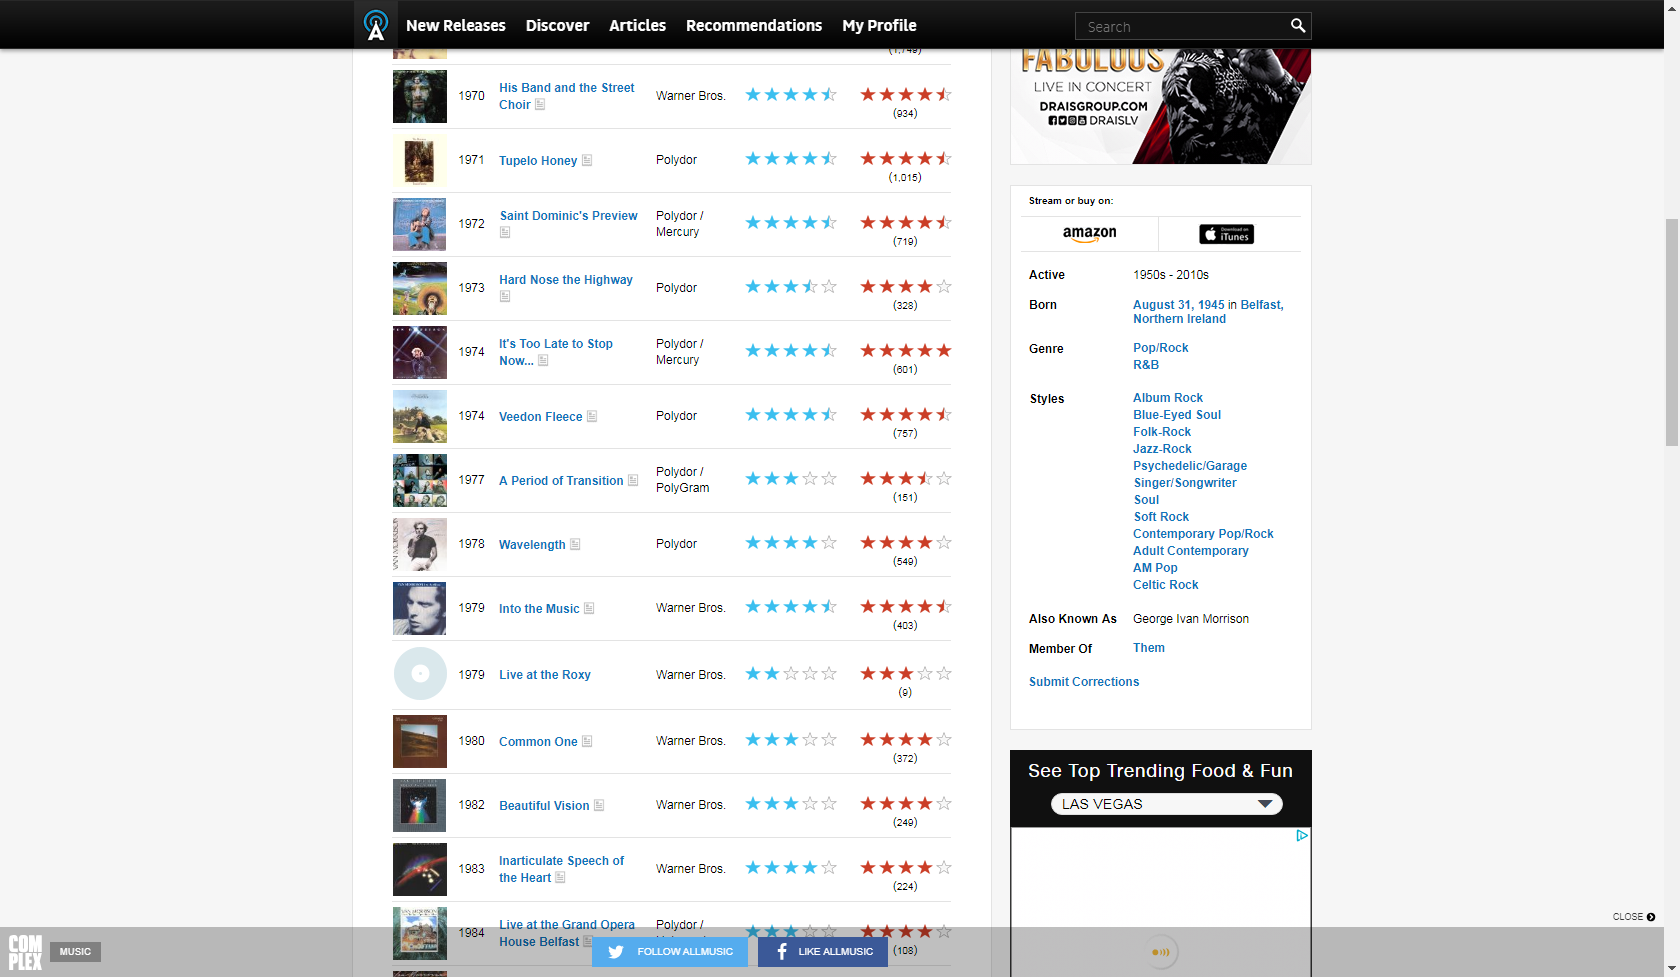 New Releases Discover Articles Recommendations My Profile Search
(1,749)
1970 His Band and the Street Choir Warner Bros. (934)
1971 Tupelo Honey Polydor (1,015)
1972 Saint Dominic's Preview Polydor / Mercury (719)
1973 Hard Nose the Highway Polydor (328)
1974 It's Too Late to Stop Now... Polydor / Mercury (601)
1974 Veedon Fleece Polydor (757)
1977 A Period of Transition Polydor / PolyGram (151)
1978 Wavelength Polydor (549)
1979 Into the Music Warner Bros. (403)
1979 Live at the Roxy Warner Bros. (9)
1980 Common One Warner Bros. (372)
1982 Beautiful Vision Warner Bros. (249)
1983 Inarticulate Speech of the Heart Warner Bros. (224)
1984 Live at the Grand Opera House Belfast Polydor / (108)
FABOLOUS
LIVE IN CONCERT
DRAISGROUP.COM
DRAISLV
Stream or buy on:
amazon
Download on iTunes
Active 1950s - 2010s
Born August 31, 1945 in Belfast,
Northern Ireland
Genre Pop/Rock
R&B
Styles Album Rock
Blue-Eyed Soul
Folk-Rock
Jazz-Rock
Psychedelic/Garage
Singer/Songwriter
Soul
Soft Rock
Contemporary Pop/Rock
Adult Contemporary
AM Pop
Celtic Rock
Also Known As George Ivan Morrison
Member Of Them
Submit Corrections
See Top Trending Food & Fun
LAS VEGAS
CLOSE
COMPLEX
MUSIC
FOLLOW ALLMUSIC
LIKE ALLMUSIC